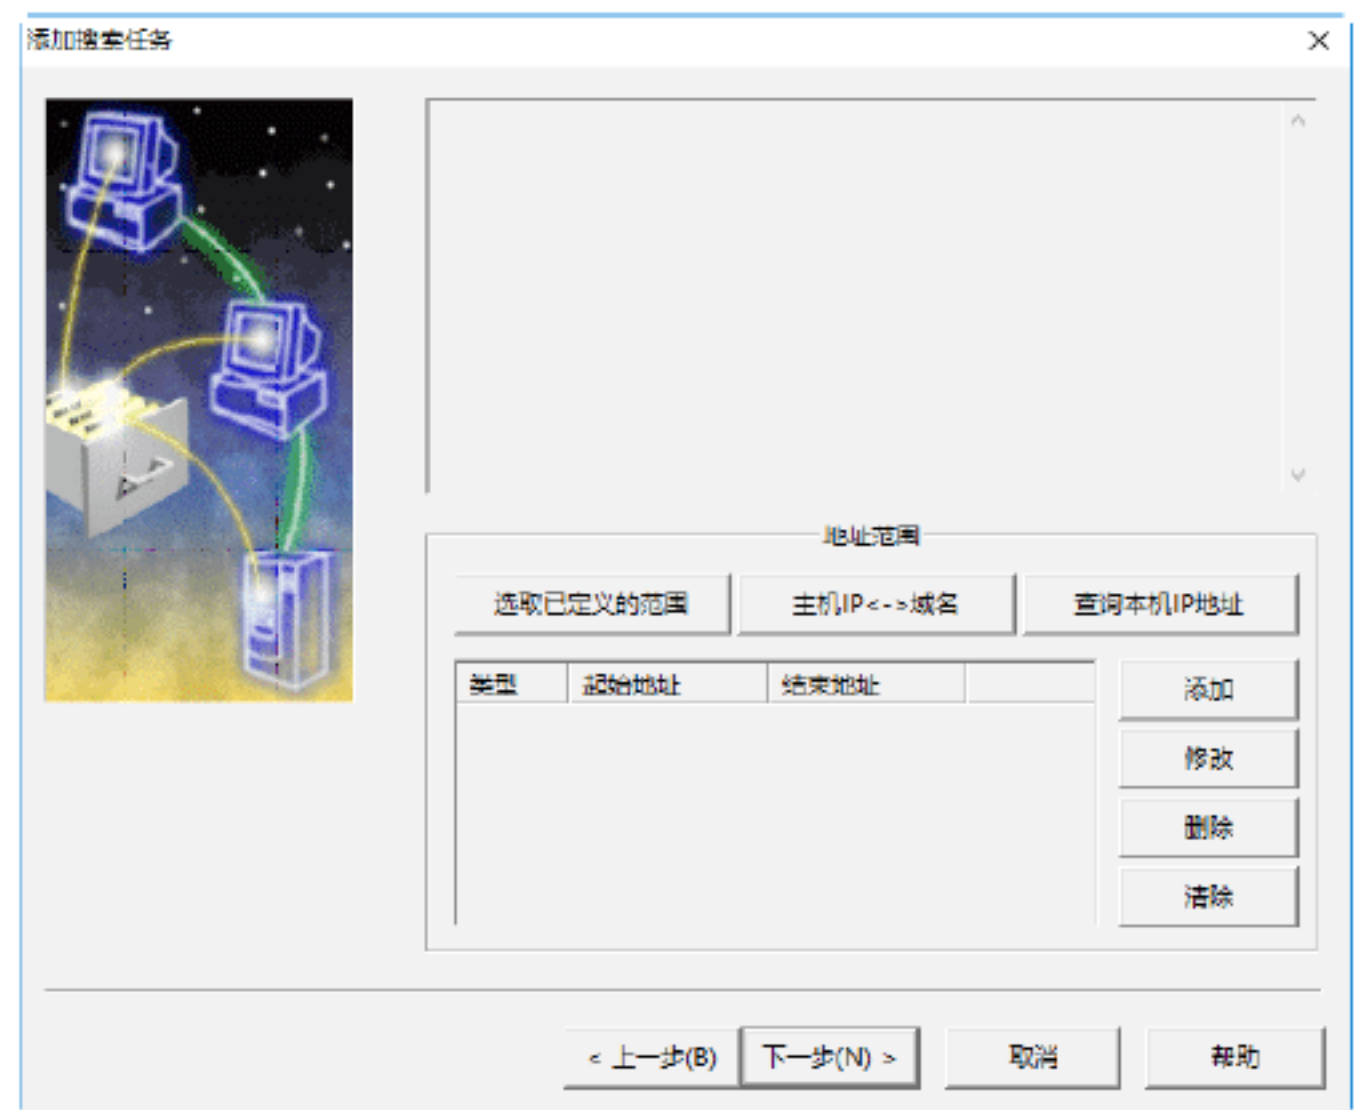 添加搜索任务
地址范围
选取已定义的范围 主机IP<->域名 查询本机IP地址
类型 起始地址 结束地址
添加
修改
删除
清除
< 上一步(B) 下一步(N) > 取消 帮助